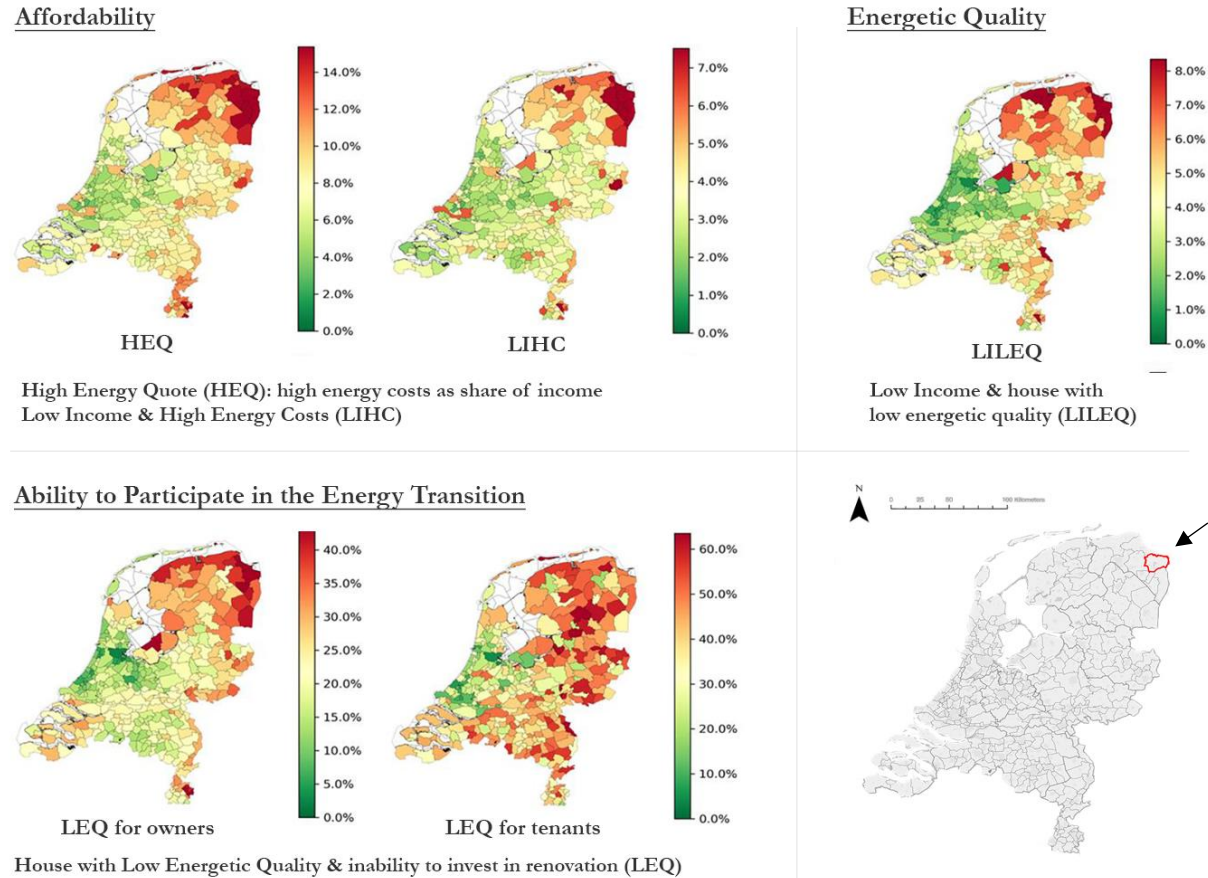 Affordability
14.0%
12.0%
10.0%
8.0%
6.0%
4.0%
2.0%
0.0%
HEQ
7.0%
6.0%
5.0%
4.0%
3.0%
2.0%
1.0%
0.0%
LIHC
High Energy Quote (HEQ): high energy costs as share of income
Low Income & High Energy Costs (LIHC)
Energetic Quality
8.0%
7.0%
6.0%
5.0%
4.0%
3.0%
2.0%
1.0%
0.0%
LILEQ
Low Income & house with
low energetic quality (LILEQ)
Ability to Participate in the Energy Transition
40.0%
35.0%
30.0%
25.0%
20.0%
15.0%
10.0%
5.0%
0.0%
LEQ for owners
60.0%
50.0%
40.0%
30.0%
20.0%
10.0%
0.0%
LEQ for tenants
House with Low Energetic Quality & inability to invest in renovation (LEQ)
N
0 25 50 100 Kilometers